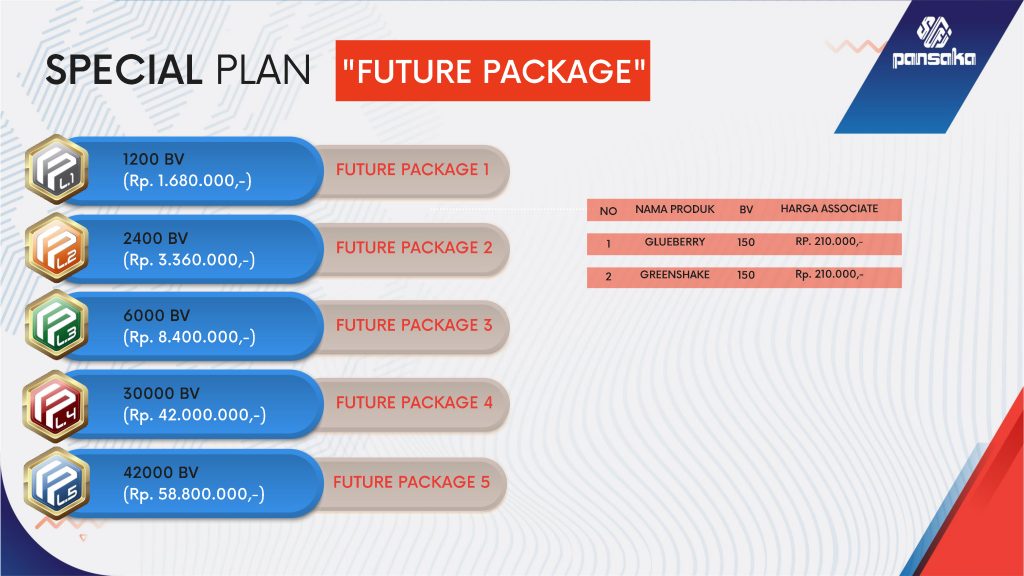 SPECIAL PLAN "FUTURE PACKAGE"
pansaka
L.1
1200 BV
(Rp. 1.680.000,-)
FUTURE PACKAGE 1
L.2
2400 BV
(Rp. 3.360.000,-)
FUTURE PACKAGE 2
L.3
6000 BV
(Rp. 8.400.000,-)
FUTURE PACKAGE 3
L.4
30000 BV
(Rp. 42.000.000,-)
FUTURE PACKAGE 4
L.5
42000 BV
(Rp. 58.800.000,-)
FUTURE PACKAGE 5
NO NAMA PRODUK BV HARGA ASSOCIATE
1 GLUEBERRY 150 RP. 210.000,-
2 GREENSHAKE 150 Rp. 210.000,-